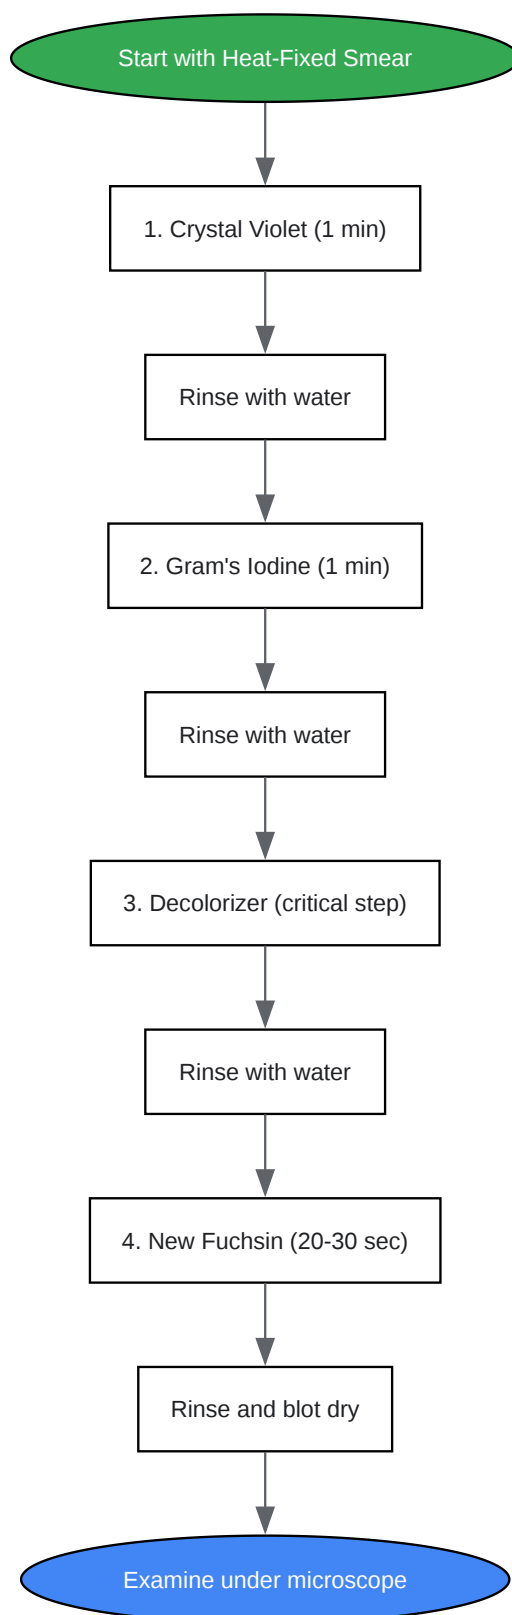 Start with Heat-Fixed Smear
1. Crystal Violet (1 min)
Rinse with water
2. Gram's Iodine (1 min)
Rinse with water
3. Decolorizer (critical step)
Rinse with water
4. New Fuchsin (20-30 sec)
Rinse and blot dry
Examine under microscope